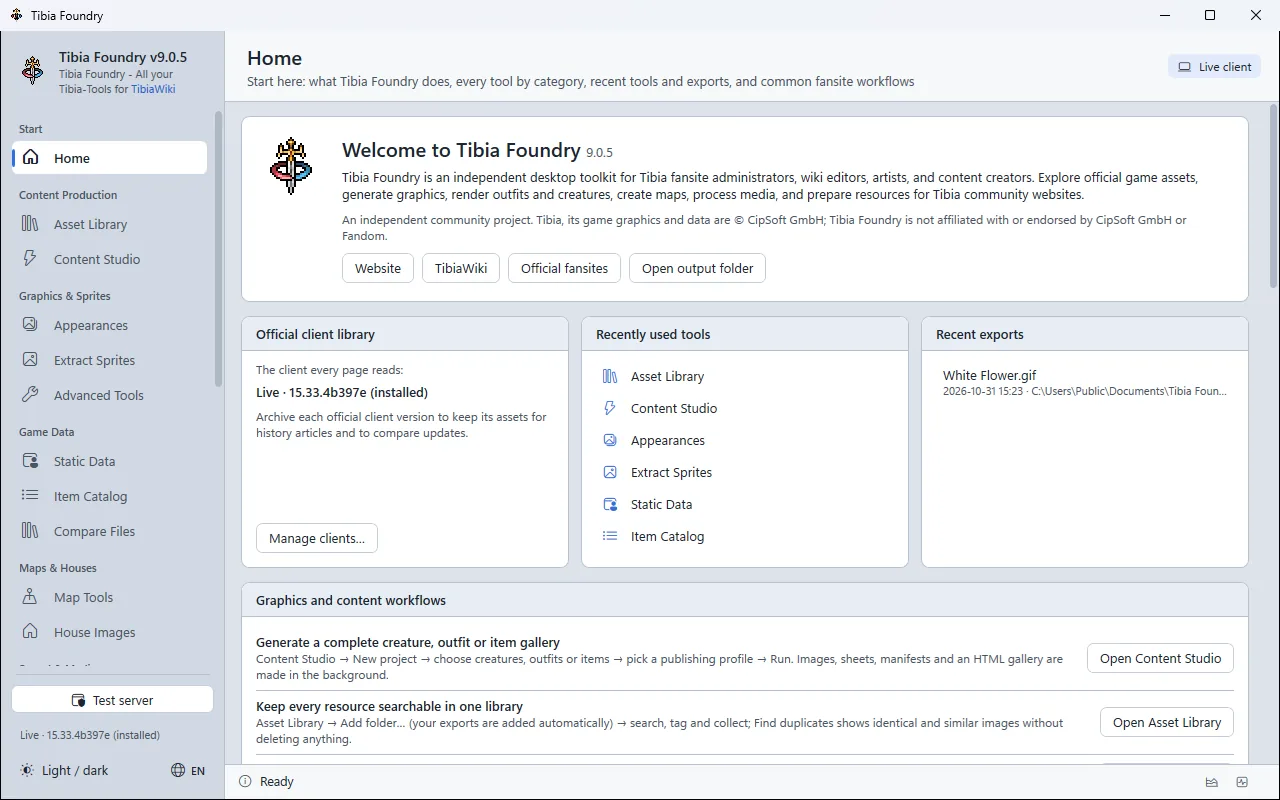 Tibia Foundry
Tibia Foundry v9.0.5
Tibia Foundry - All your
Tibia-Tools for TibiaWiki
Start
Home
Content Production
Asset Library
Content Studio
Graphics & Sprites
Appearances
Extract Sprites
Advanced Tools
Game Data
Static Data
Item Catalog
Compare Files
Maps & Houses
Map Tools
House Images
Test server
Live · 15.33.4b397e (installed)
Light / dark
EN
Home
Start here: what Tibia Foundry does, every tool by category, recent tools and exports, and common fansite workflows
Live client
Welcome to Tibia Foundry 9.0.5
Tibia Foundry is an independent desktop toolkit for Tibia fansite administrators, wiki editors, artists, and content creators. Explore official game assets,
generate graphics, render outfits and creatures, create maps, process media, and prepare resources for Tibia community websites.
An independent community project. Tibia, its game graphics and data are © CipSoft GmbH; Tibia Foundry is not affiliated with or endorsed by CipSoft GmbH or
Fandom.
Website
TibiaWiki
Official fansites
Open output folder
Official client library
The client every page reads:
Live · 15.33.4b397e (installed)
Archive each official client version to keep its assets for
history articles and to compare updates.
Manage clients...
Recently used tools
Asset Library
Content Studio
Appearances
Extract Sprites
Static Data
Item Catalog
Recent exports
White Flower.gif
2026-10-31 15:23 · C:\Users\Public\Documents\Tibia Foun...
Graphics and content workflows
Generate a complete creature, outfit or item gallery
Content Studio → New project → choose creatures, outfits or items → pick a publishing profile → Run. Images, sheets, manifests and an HTML gallery are
made in the background.
Open Content Studio
Keep every resource searchable in one library
Asset Library → Add folder... (your exports are added automatically) → search, tag and collect; Find duplicates shows identical and similar images without
deleting anything.
Open Asset Library
Ready